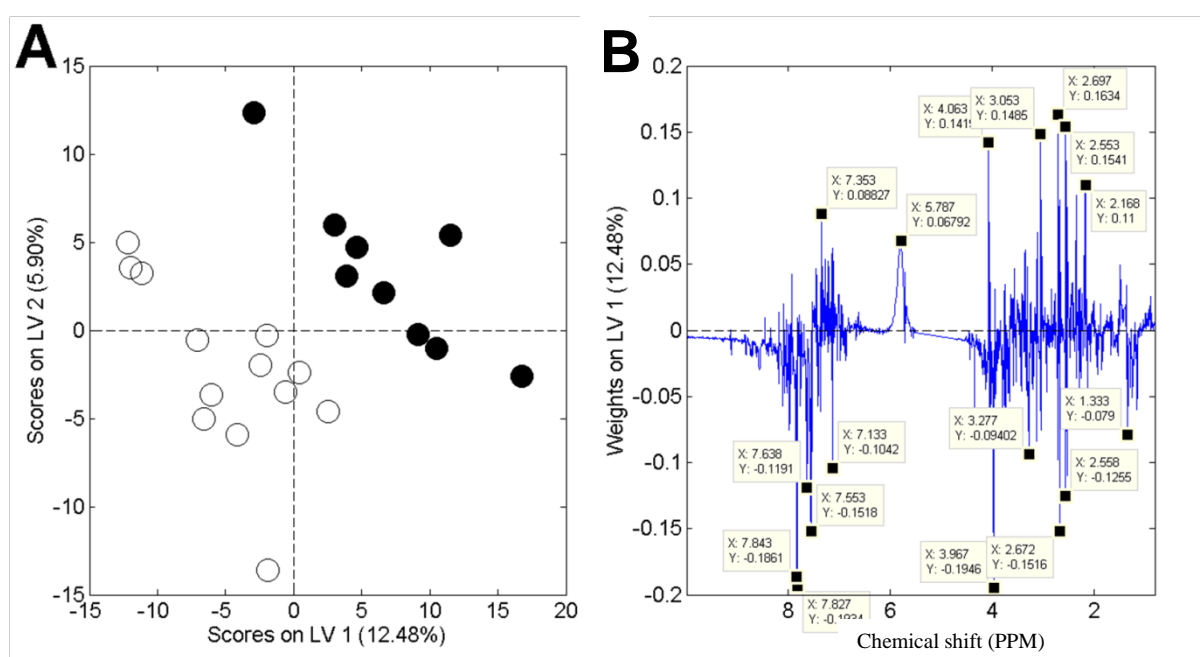 A
15
10
5
0
-5
-10
-15
-15
-10
-5
0
5
10
15
20
Scores on LV 2 (5.90%)
Scores on LV 1 (12.48%)
B
0.2
0.15
0.1
0.05
0
-0.05
-0.1
-0.15
-0.2
8
6
4
2
Weights on LV 1 (12.48%)
Chemical shift (PPM)
X: 2.697
Y: 0.1634
X: 4.063
X: 3.053
Y: 0.1485
X: 2.553
Y: 0.1541
X: 7.353
Y: 0.08827
X: 5.787
Y: 0.06792
X: 2.168
Y: 0.11
X: 1.333
Y: -0.079
X: 3.277
Y: -0.09402
X: 7.133
Y: -0.1042
X: 7.638
Y: -0.1191
X: 2.558
Y: -0.1255
X: 7.553
Y: -0.1518
X: 7.843
Y: -0.1861
X: 3.967
Y: -0.1946
X: 2.672
Y: -0.1516
X: 7.827